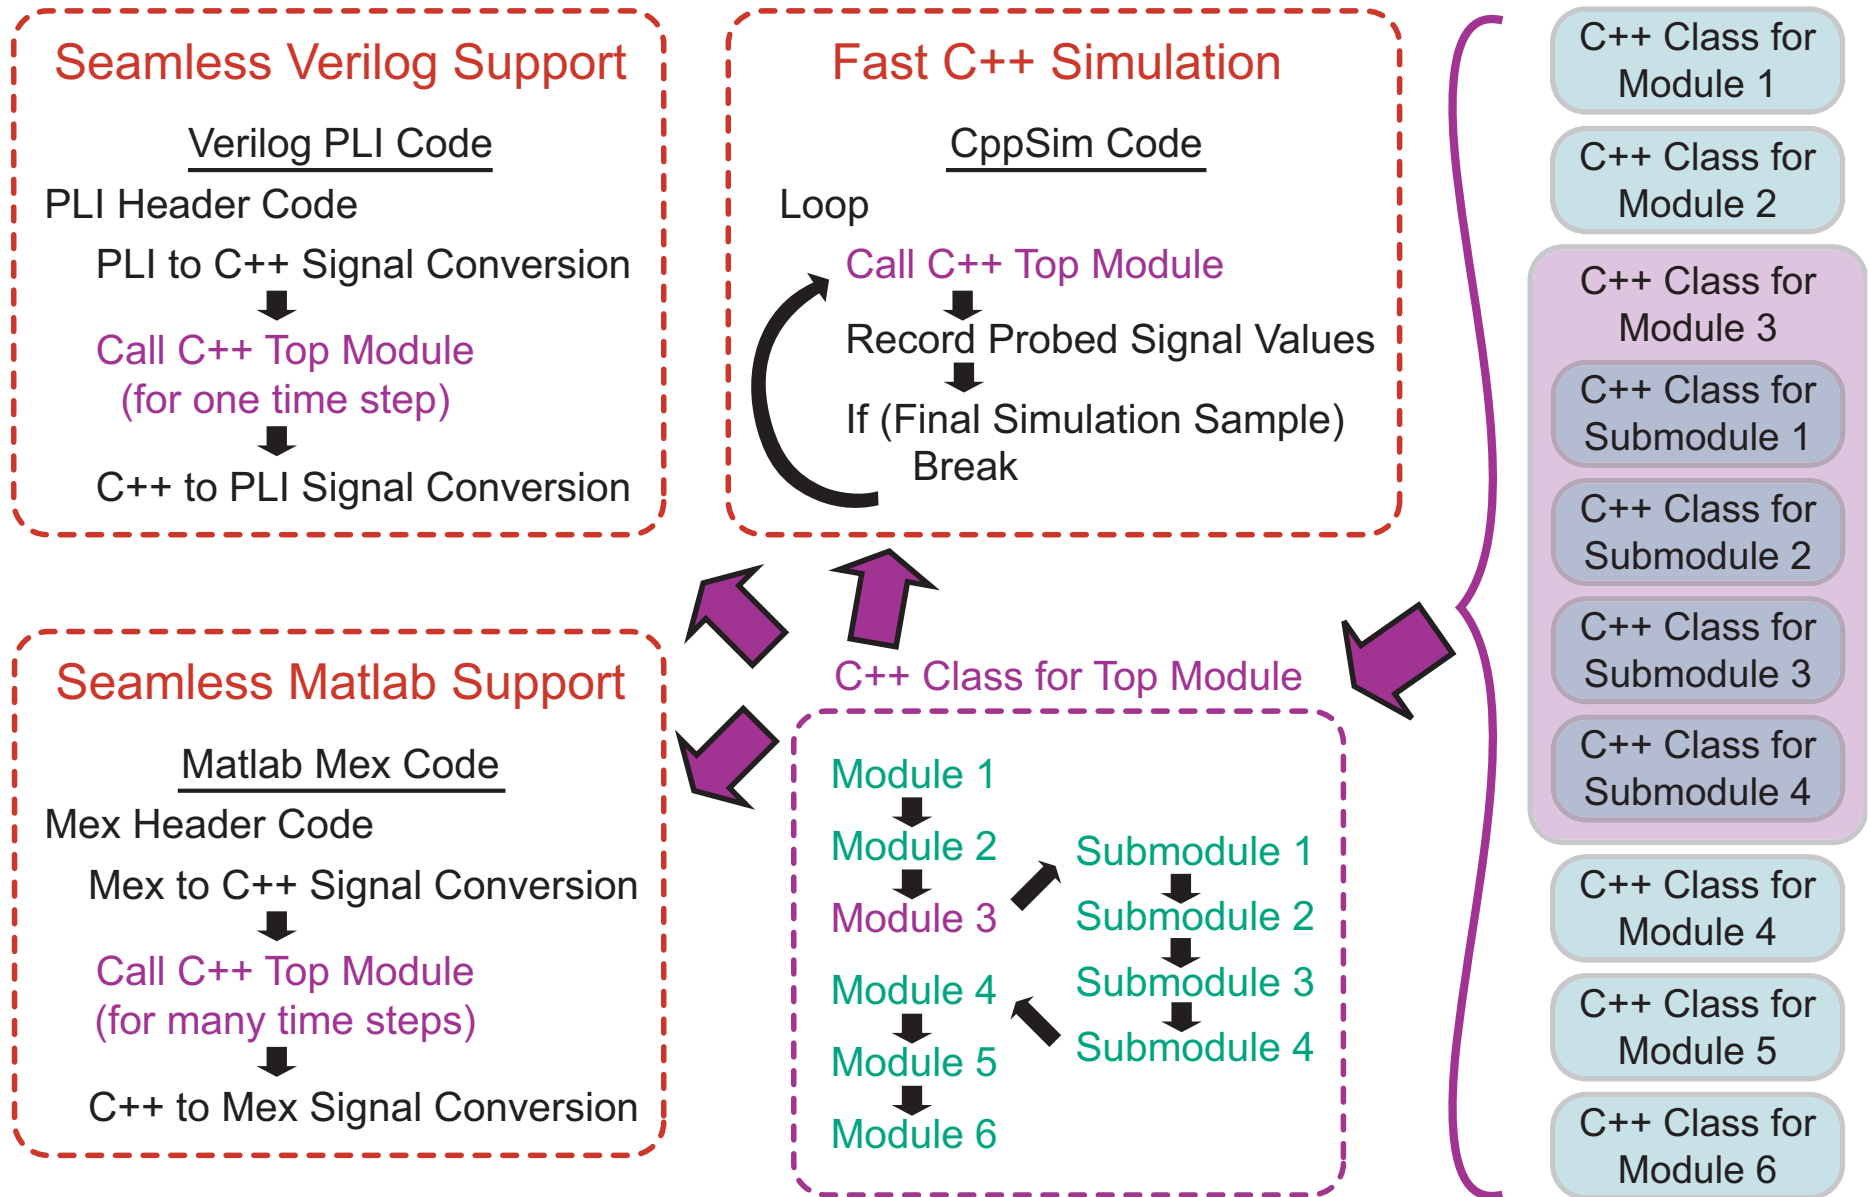 Seamless Verilog Support
Verilog PLI Code
PLI Header Code
PLI to C++ Signal Conversion
Call C++ Top Module
(for one time step)
C++ to PLI Signal Conversion
Fast C++ Simulation
CppSim Code
Loop
Call C++ Top Module
Record Probed Signal Values
If (Final Simulation Sample)
Break
Seamless Matlab Support
Matlab Mex Code
Mex Header Code
Mex to C++ Signal Conversion
Call C++ Top Module
(for many time steps)
C++ to Mex Signal Conversion
C++ Class for Top Module
Module 1
Module 2
Module 3
Submodule 1
Submodule 2
Submodule 3
Submodule 4
Module 4
Module 5
Module 6
C++ Class for
Module 1
C++ Class for
Module 2
C++ Class for
Module 3
C++ Class for
Submodule 1
C++ Class for
Submodule 2
C++ Class for
Submodule 3
C++ Class for
Submodule 4
C++ Class for
Module 4
C++ Class for
Module 5
C++ Class for
Module 6